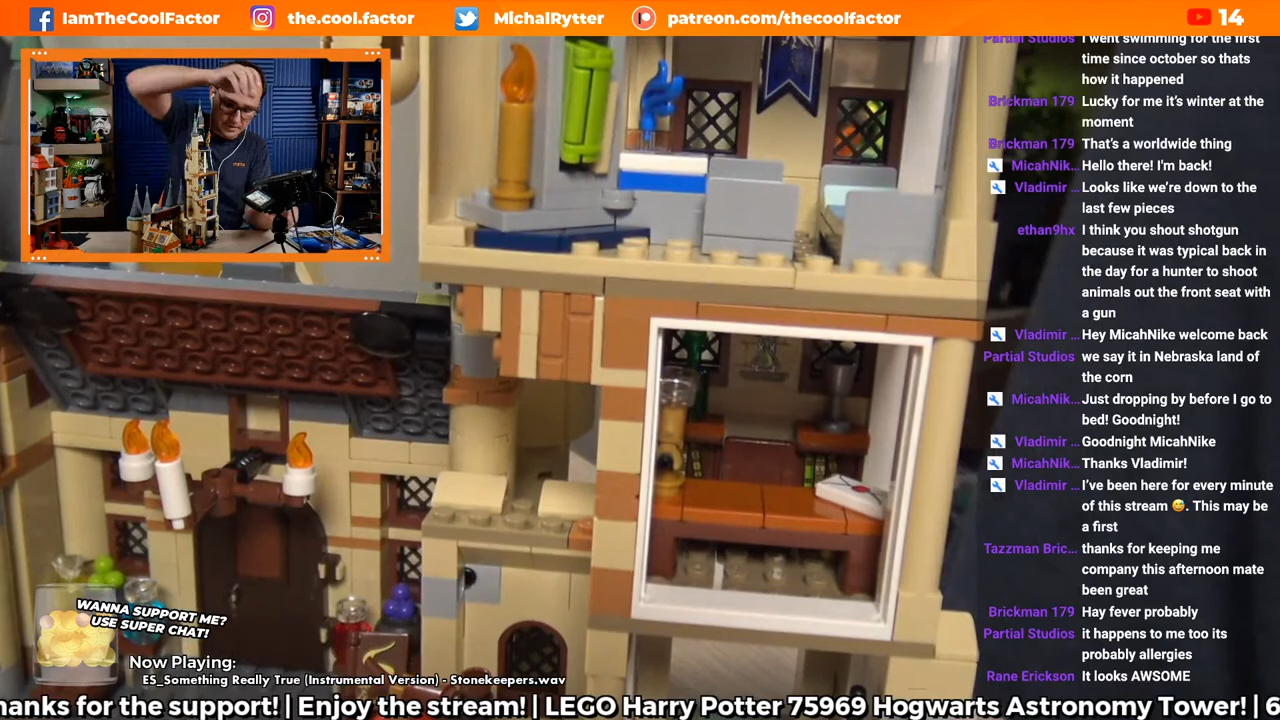 IamTheCoolFactor
the.cool.factor
MichalRytter
patreon.com/thecoolfactor
14
Partial Studios I went swimming for the first
time since october so thats
how it happened
Brickman 179 Lucky for me it's winter at the
moment
Brickman 179 That's a worldwide thing
MicahNik... Hello there! I'm back!
Vladimir ... Looks like we're down to the
last few pieces
ethan9hx I think you shout shotgun
because it was typical back in
the day for a hunter to shoot
animals out the front seat with
a gun
Vladimir ... Hey MicahNike welcome back
Partial Studios we say it in Nebraska land of
the corn
MicahNik... Just dropping by before I go to
bed! Goodnight!
Vladimir ... Goodnight MicahNike
MicahNik... Thanks Vladimir!
Vladimir ... I've been here for every minute
of this stream 😅. This may be
a first
Tazzman Bric... thanks for keeping me
company this afternoon mate
been great
Brickman 179 Hay fever probably
Partial Studios it happens to me too its
probably allergies
Rane Erickson It looks AWSOME
WANNA SUPPORT ME?
USE SUPER CHAT!
Now Playing:
ES_Something Really True (Instrumental Version) - Stonekeepers.wav
hanks for the support! | Enjoy the stream! | LEGO Harry Potter 75969 Hogwarts Astronomy Tower! | 6